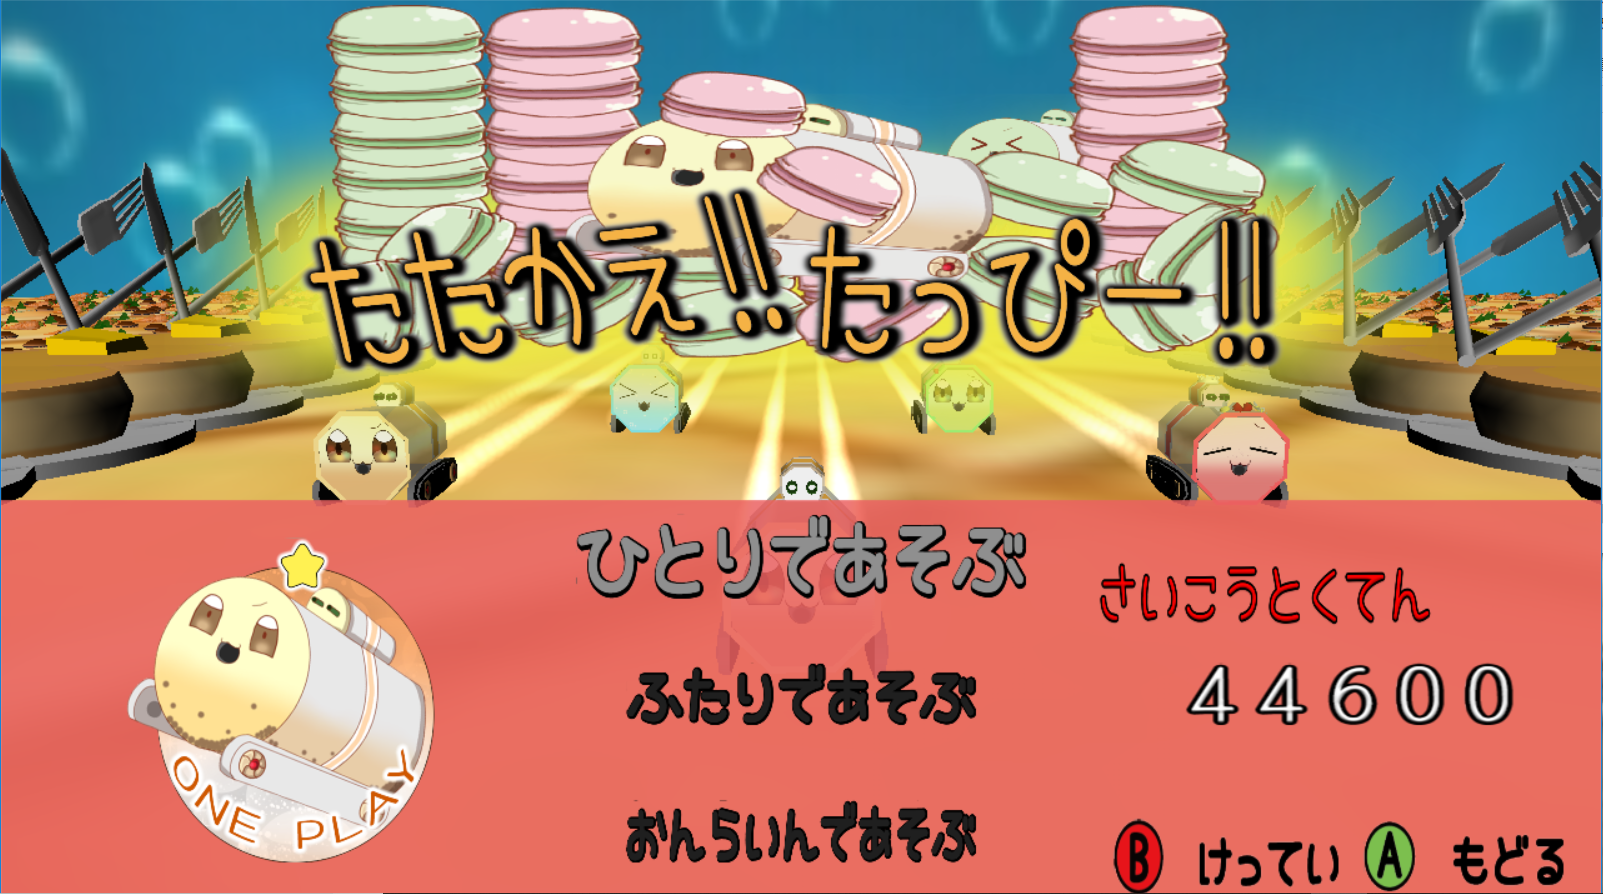 たたかえ!!たっぴー!!
ひとりであそぶ
ふたりであそぶ
おんらいんであそぶ
さいこうとくてん
44600
ONE PLAY
B けってい A もどる